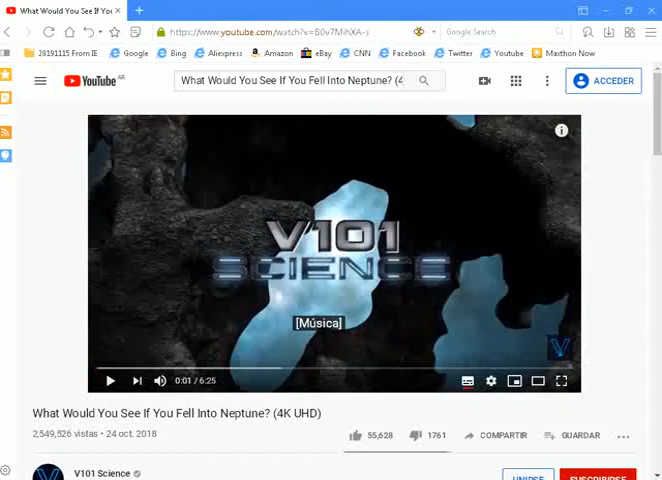 What Would You See If You
https://www.youtube.com/watch?v=B0v7MihXA-s
Google Search
20191115 From IE Google Bing Aliexpress Amazon eBay CNN Facebook Twitter Youtube Maxthon Now
YouTube AR
What Would You See If You Fell Into Neptune? (4
ACCEDER
V101
SCIENCE
[Música]
0:01 / 6:25
What Would You See If You Fell Into Neptune? (4K UHD)
2,549,526 vistas • 24 oct. 2018
55,628 1761 COMPARTIR GUARDAR
V101 Science
UNIRSE SUSCRIBIRSE